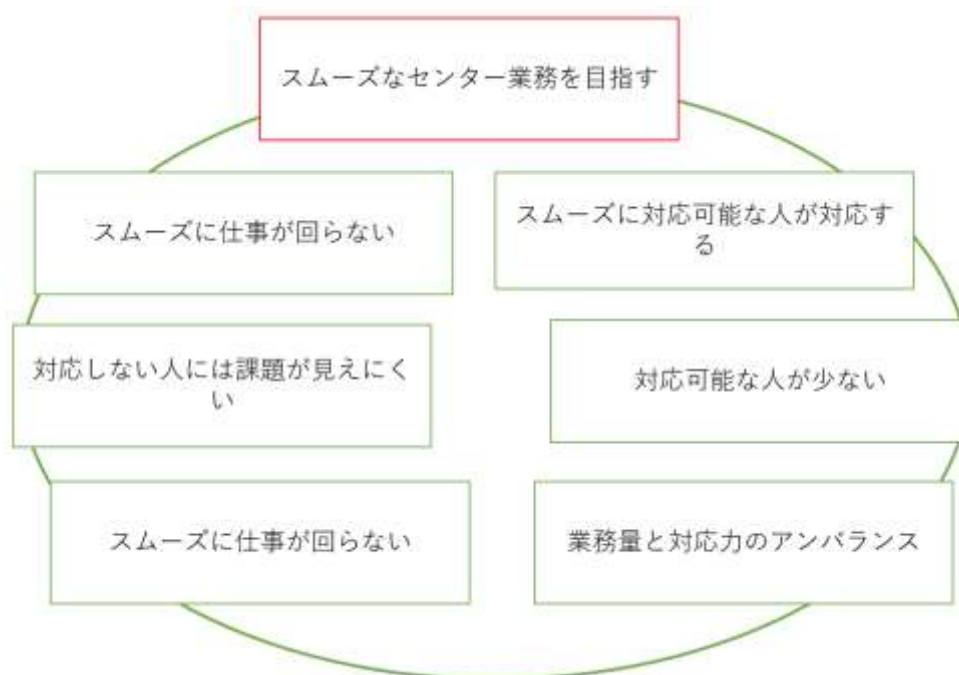 スムーズなセンター業務を目指す
スムーズに仕事が回らない
スムーズに対応可能な人が対応す
る
対応しない人には課題が見えにく
い
対応可能な人が少ない
スムーズに仕事が回らない
業務量と対応力のアンバランス